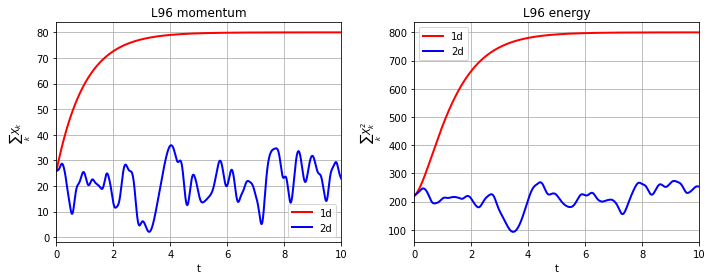 L96 momentum
80
70
60
50
40
30
20
10
0
∑ₖ Xₖ
1d
2d
0 2 4 6 8 10
t
L96 energy
800
700
600
500
400
300
200
100
∑ₖ Xₖ²
1d
2d
0 2 4 6 8 10
t